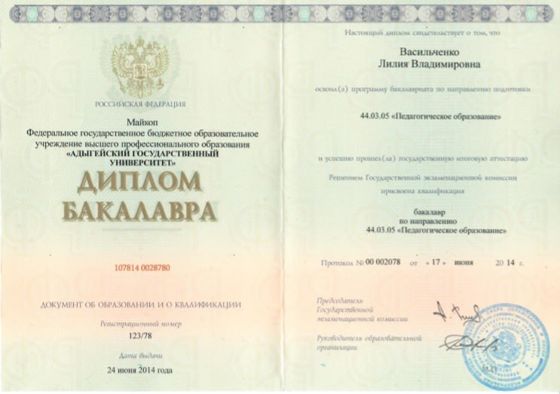 РОССИЙСКАЯ ФЕДЕРАЦИЯ
Майкоп
Федеральное государственное бюджетное образовательное
учреждение высшего профессионального образования
«АДЫГЕЙСКИЙ ГОСУДАРСТВЕННЫЙ
УНИВЕРСИТЕТ»
ДИПЛОМ
БАКАЛАВРА
107814 0028780
ДОКУМЕНТ ОБ ОБРАЗОВАНИИ И О КВАЛИФИКАЦИИ
Регистрационный номер
123/78
Дата выдачи
24 июня 2014 года
Настоящий диплом свидетельствует о том, что
Васильченко
Лилия Владимировна
освоил(а) программу бакалавриата по направлению подготовки
44.03.05 «Педагогическое образование»
и успешно прошел(ла) государственную итоговую аттестацию
Решением Государственной экзаменационной комиссии
присвоена квалификация
бакалавр
по направлению
44.03.05 «Педагогическое образование»
Протокол № 00 002078 от «17» июня 2014 г.
Председатель
Государственной
экзаменационной комиссии
Руководитель образовательной
организации